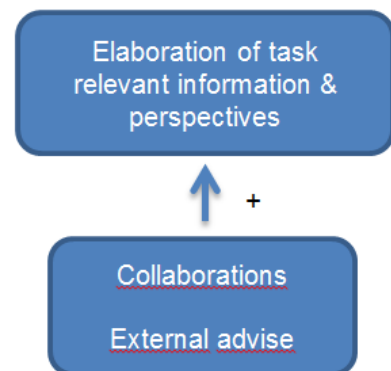 Elaboration of task
relevant information &
perspectives
+
Collaborations
External advise